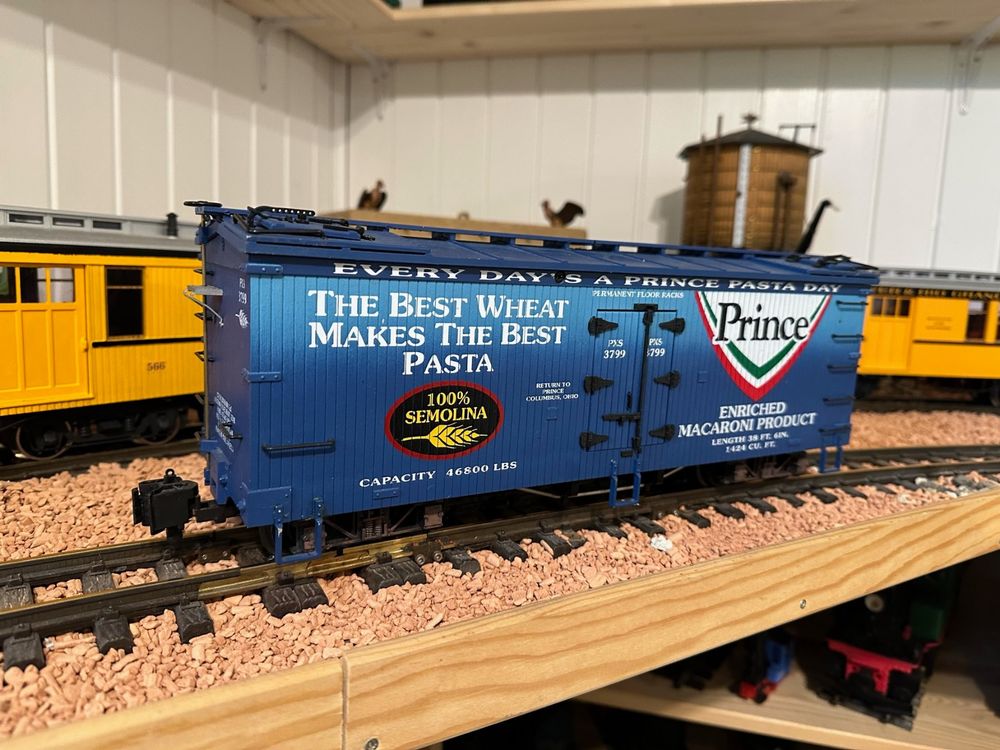 EVERY DAY'S A PRINCE PASTA DAY
THE BEST WHEAT
MAKES THE BEST
PASTA
100%
SEMOLINA
CAPACITY 46800 LBS
RETURN TO
PRINCE
COLUMBUS, OHIO
PERMANENT FLOOR RACKS
PXS
3799
PXS
3799
Prince
ENRICHED
MACARONI PRODUCT
LENGTH 38 FT. 6IN.
1424 CU. FT.
PXS
3799
566